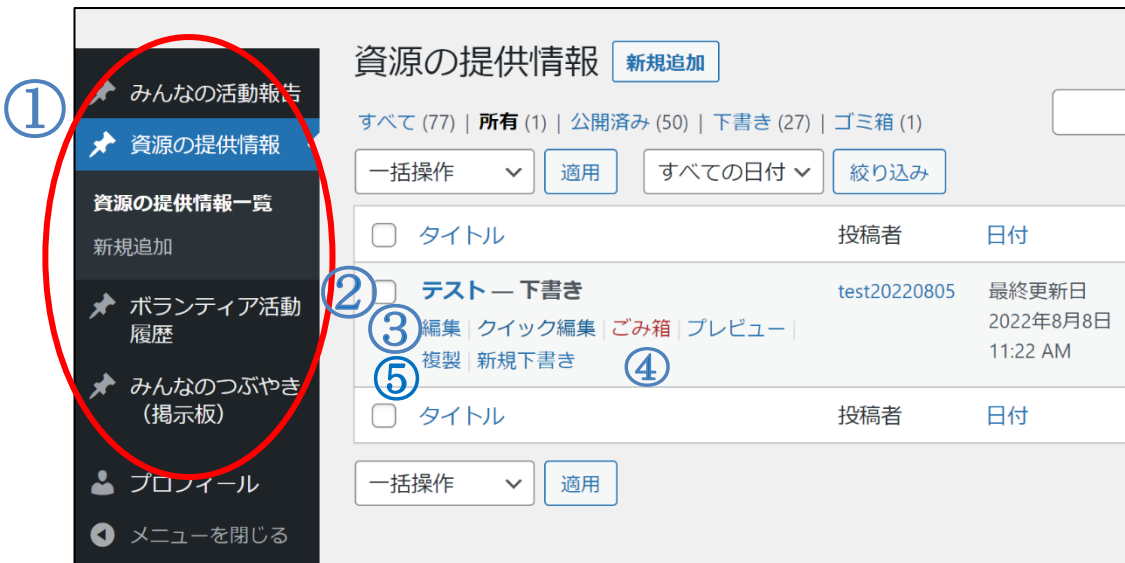 ①
みんなの活動報告
資源の提供情報
資源の提供情報一覧
新規追加
ボランティア活動
履歴
みんなのつぶやき
（掲示板）
プロフィール
メニューを閉じる
資源の提供情報 新規追加
すべて (77) | 所有 (1) | 公開済み (50) | 下書き (27) | ゴミ箱 (1)
一括操作 適用 すべての日付 絞り込み
タイトル 投稿者 日付
② テスト — 下書き test20220805 最終更新日
2022年8月8日
11:22 AM
③ 編集 | クイック編集 | ごみ箱 | プレビュー |
⑤ 複製 | 新規下書き ④
タイトル 投稿者 日付
一括操作 適用